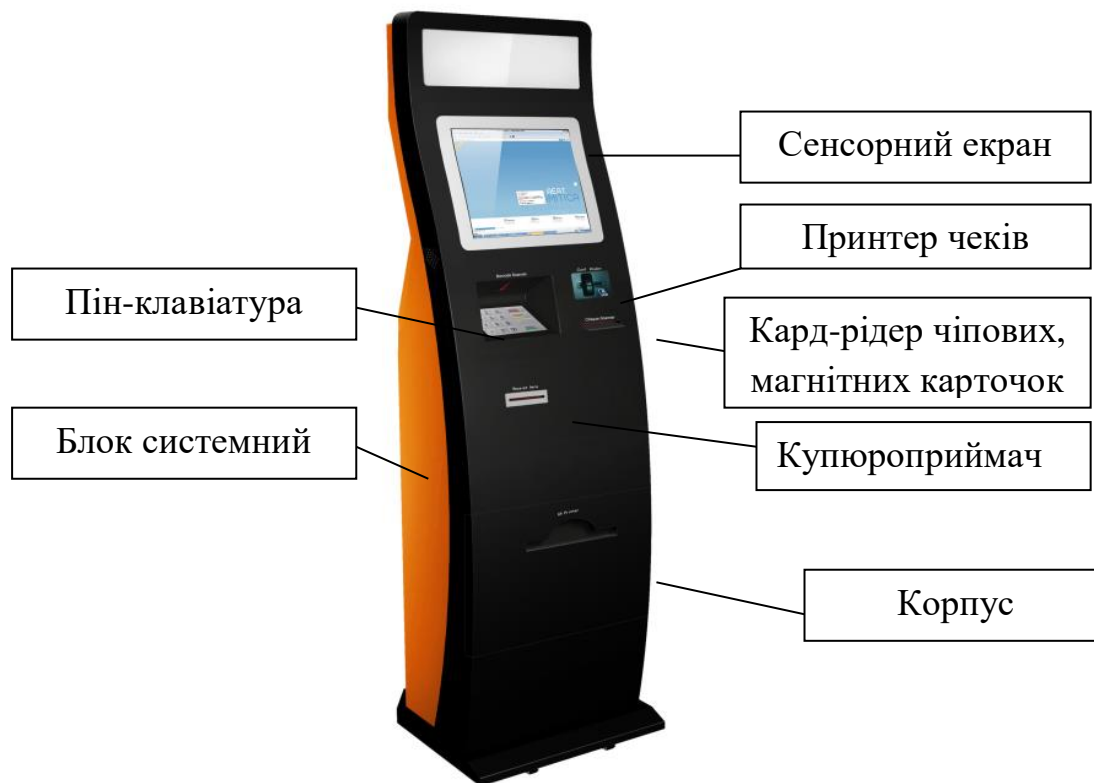 Сенсорний екран
Принтер чеків
Пін-клавіатура
Кард-рідер чіпових,
магнітних карточок
Блок системний
Купюроприймач
Корпус